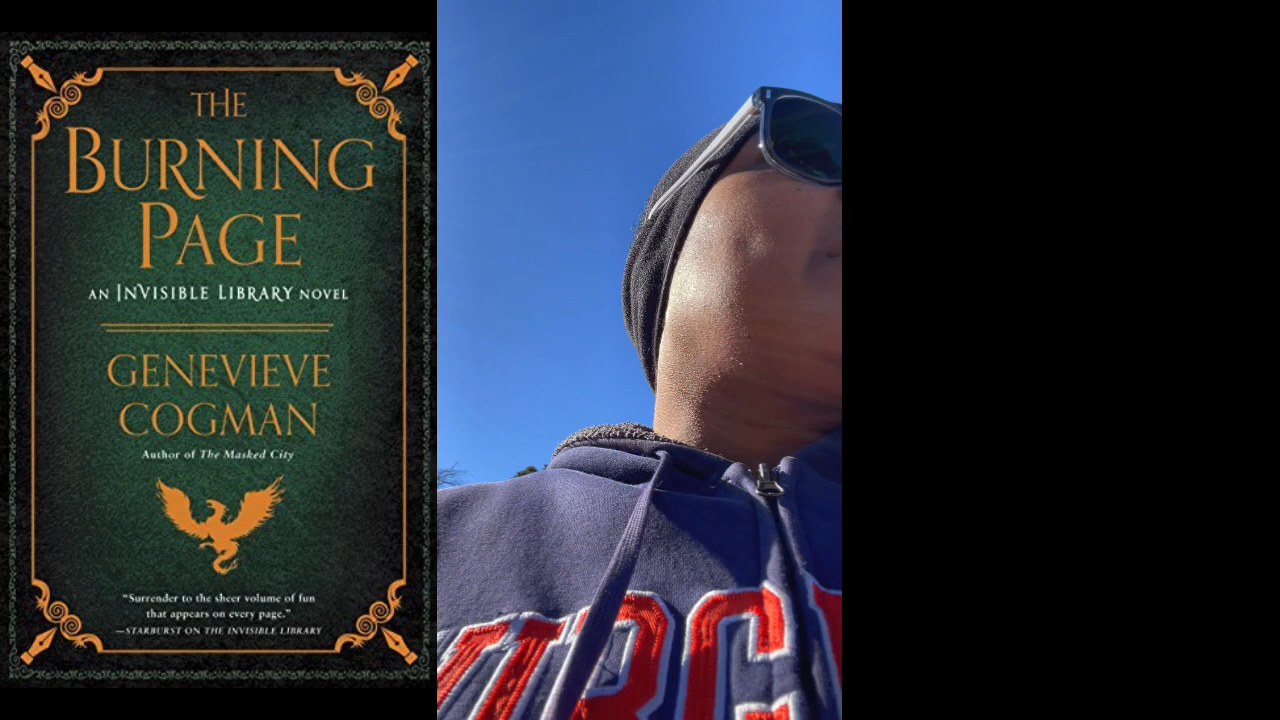 THE
BURNING
PAGE
AN INVISIBLE LIBRARY NOVEL
GENEVIEVE
COGMAN
Author of The Masked City
"Surrender to the sheer volume of fun
that appears on every page."
—STARBURST ON THE INVISIBLE LIBRARY